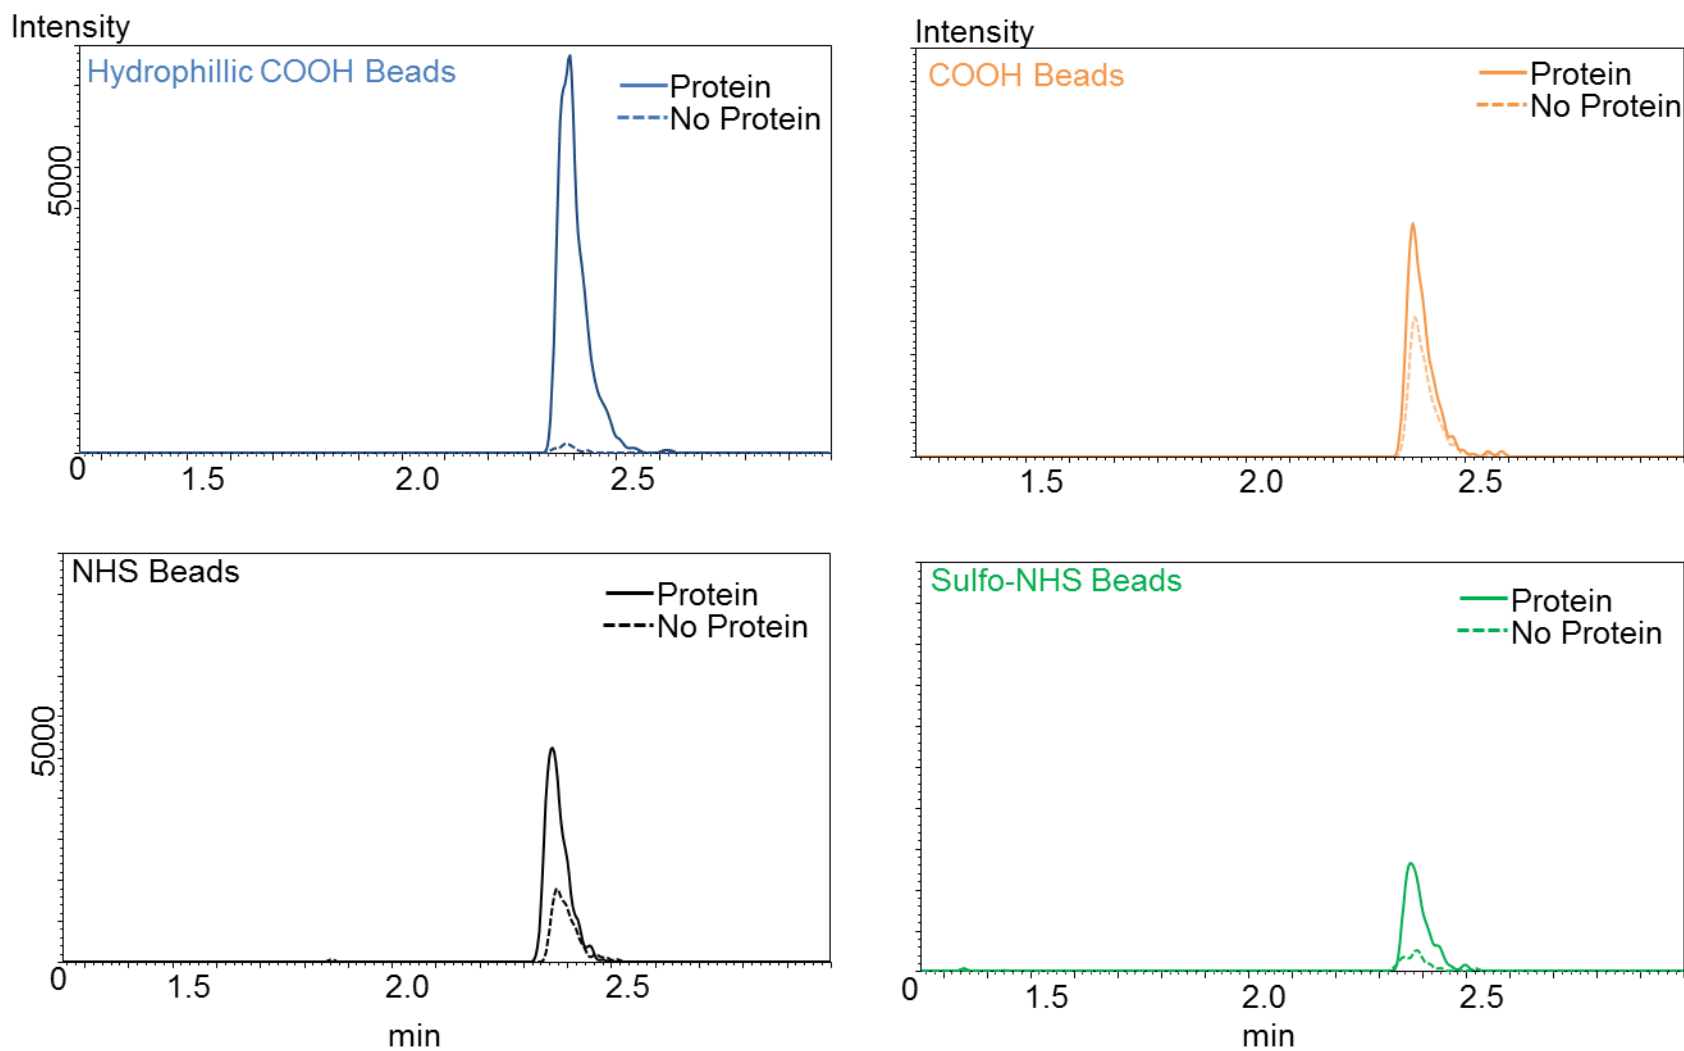 Intensity
Hydrophillic COOH Beads
Protein
No Protein
5000
0 1.5 2.0 2.5
Intensity
COOH Beads
Protein
No Protein
1.5 2.0 2.5
NHS Beads
Protein
No Protein
5000
0 1.5 2.0 2.5
min
Sulfo-NHS Beads
Protein
No Protein
0 1.5 2.0 2.5
min